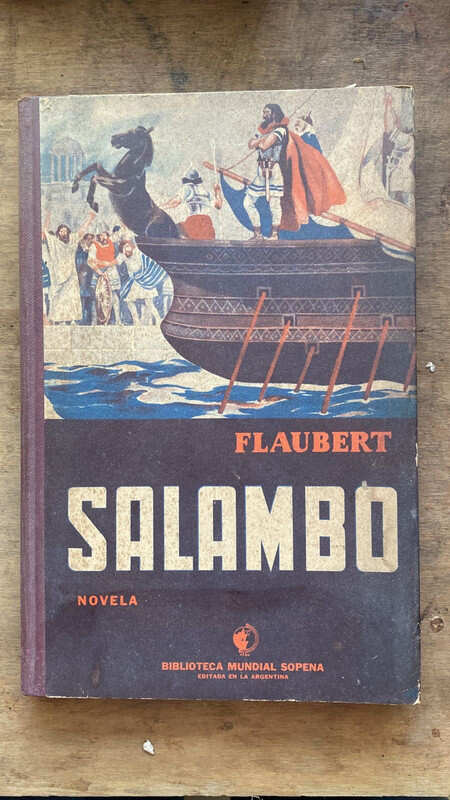 FLAUBERT
SALAMBO
NOVELA
BIBLIOTECA MUNDIAL SOPENA
EDITADA EN LA ARGENTINA